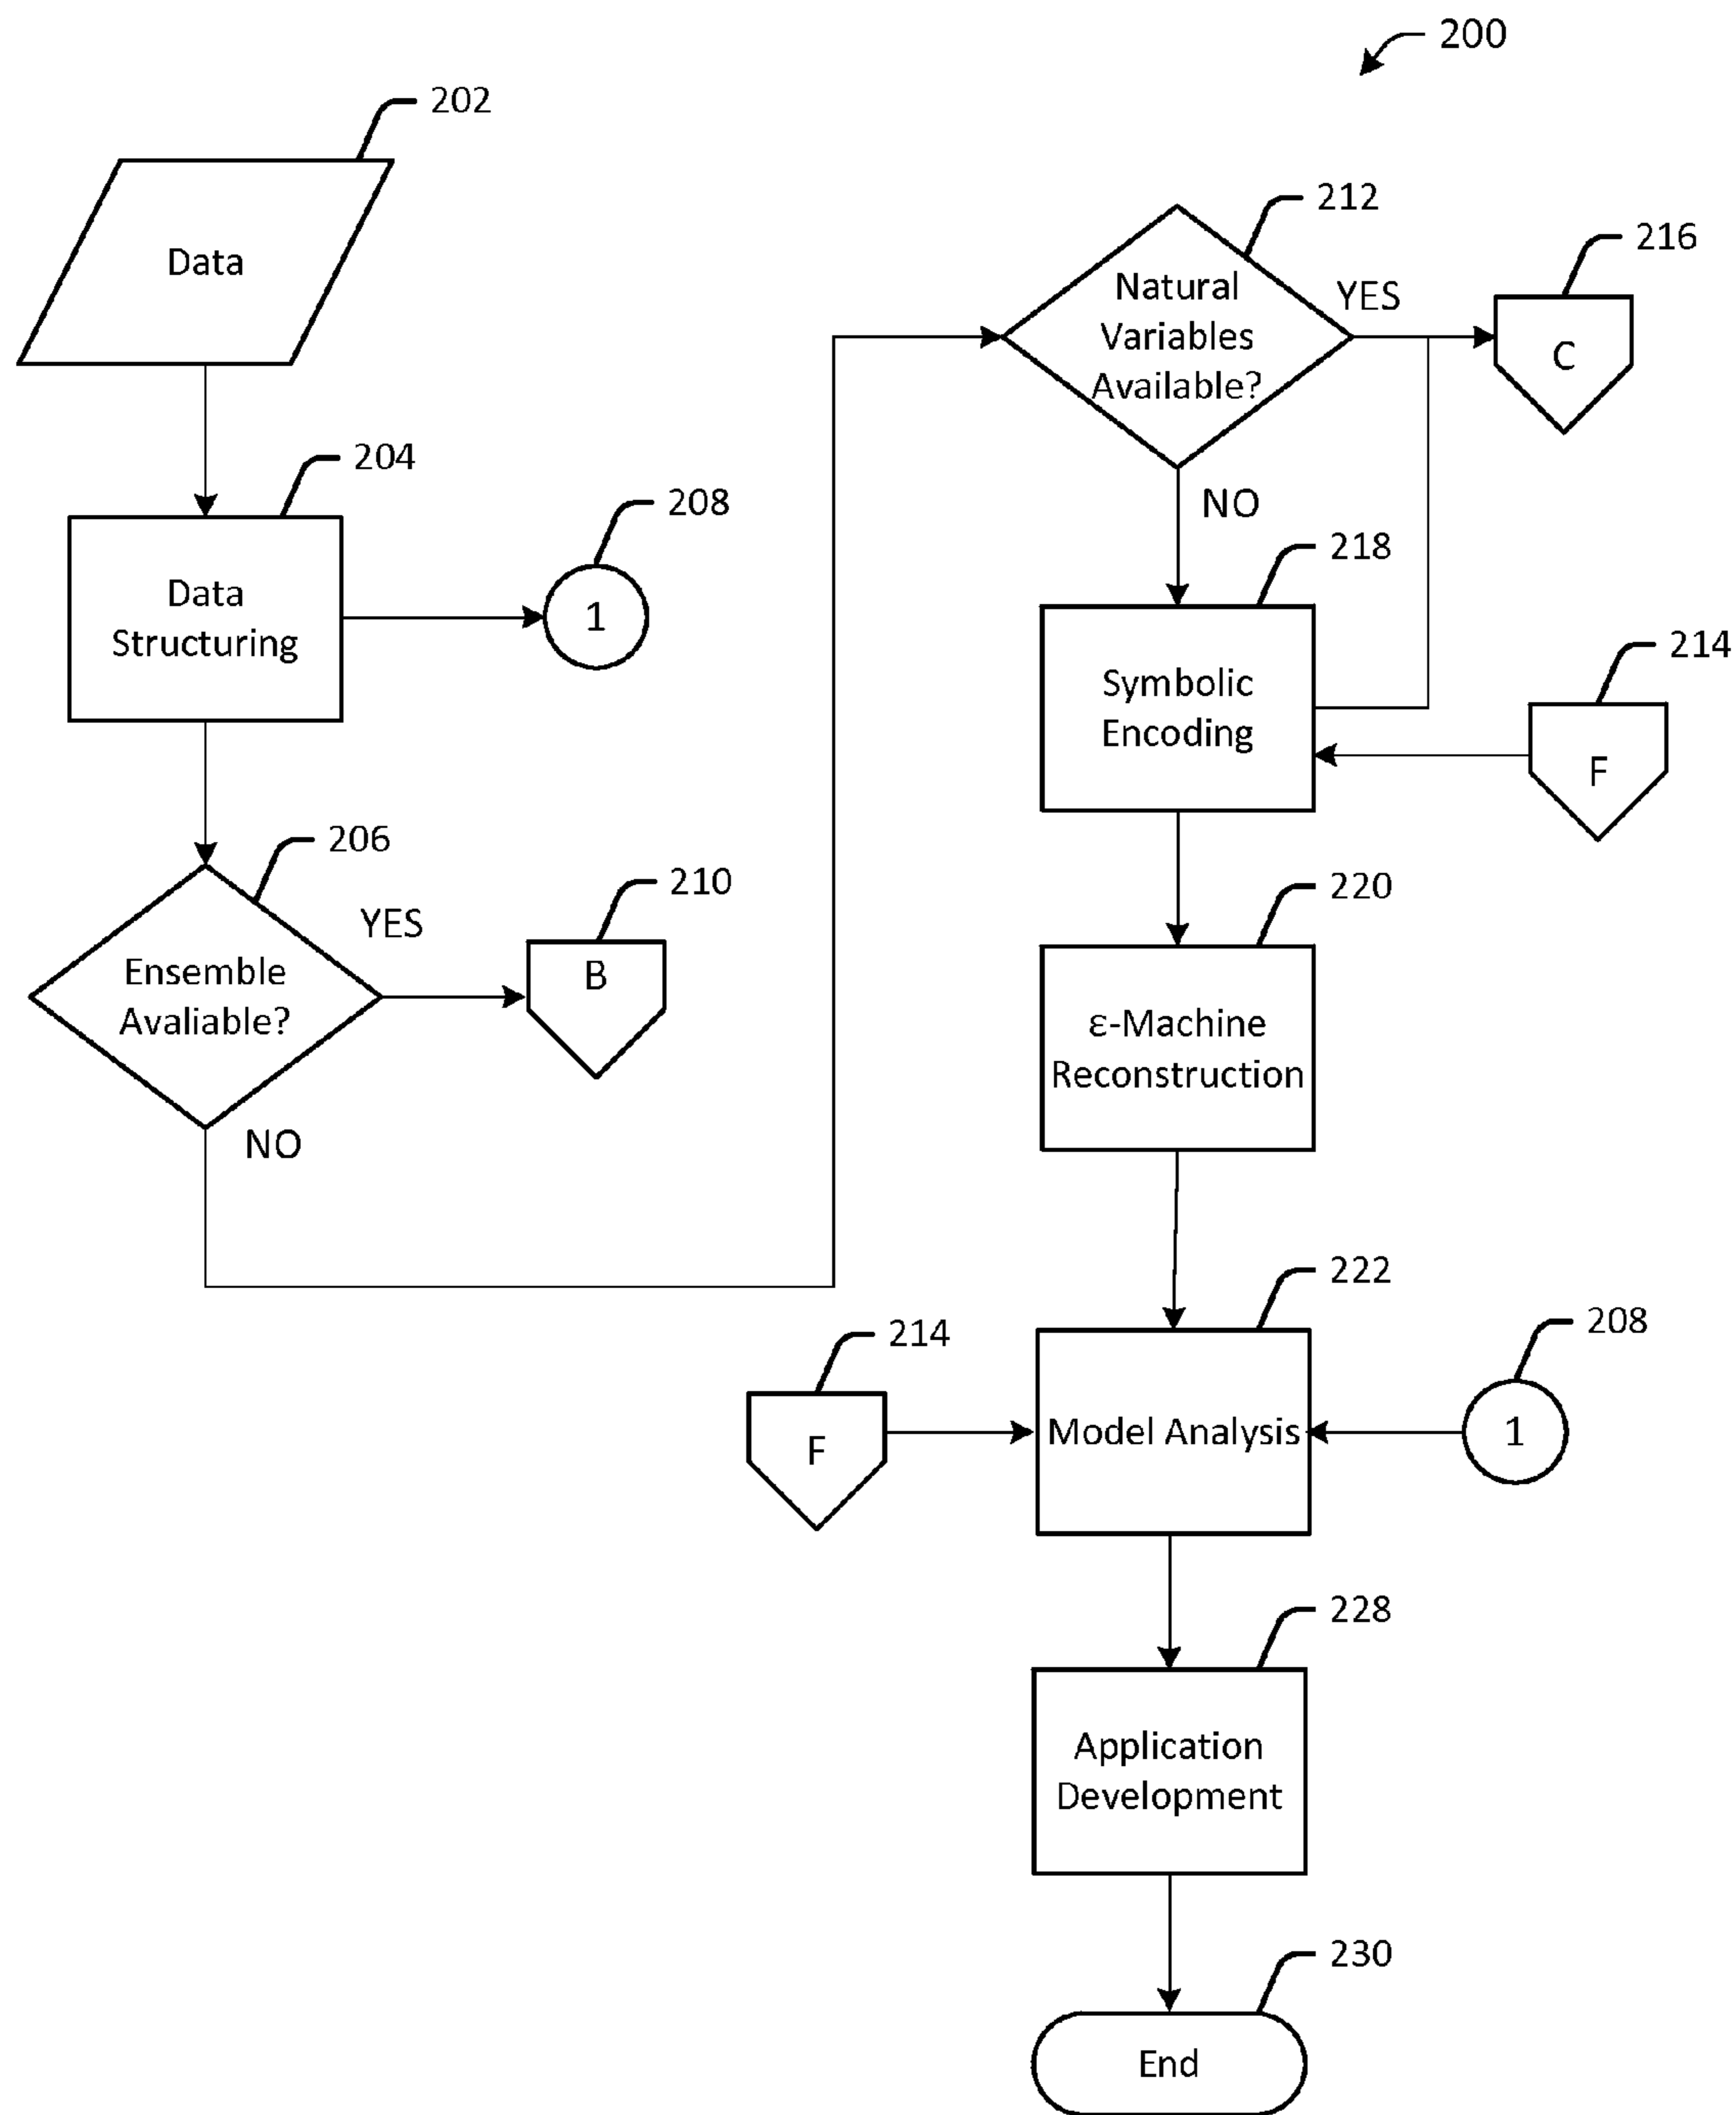 200
202
Data
204
Data
Structuring
208
1
206
Ensemble
Avaliable?
YES
NO
210
B
212
Natural
Variables
Available?
YES
NO
216
C
218
Symbolic
Encoding
214
F
220
ε-Machine
Reconstruction
222
Model Analysis
214
F
208
1
228
Application
Development
230
End